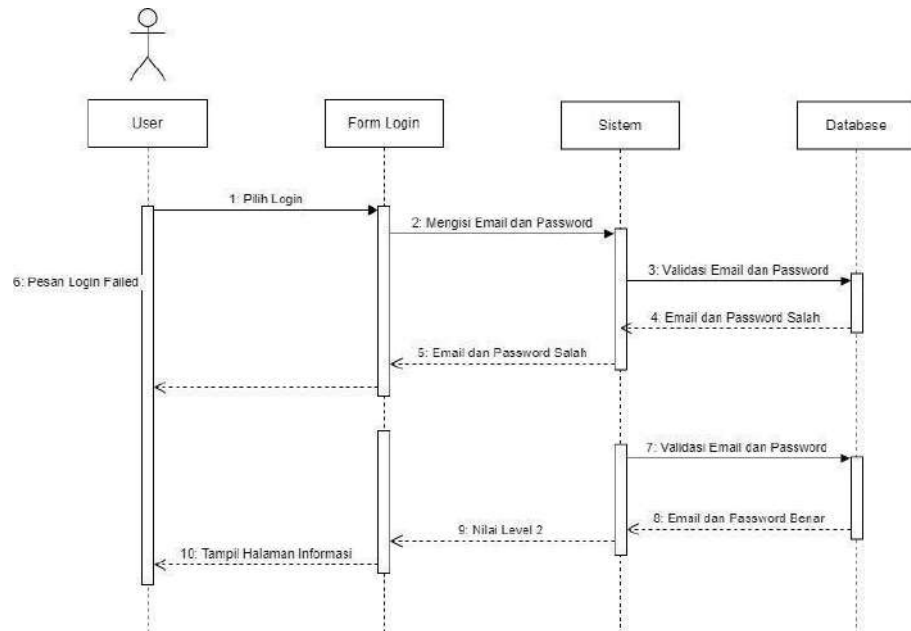 User
Form Login
Sistem
Database
1: Pilih Login
2: Mengisi Email dan Password
6: Pesan Login Failed
3: Validasi Email dan Password
4: Email dan Password Salah
5: Email dan Password Salah
7: Validasi Email dan Password
8: Email dan Password Benar
9: Nilai Level 2
10: Tampil Halaman Informasi